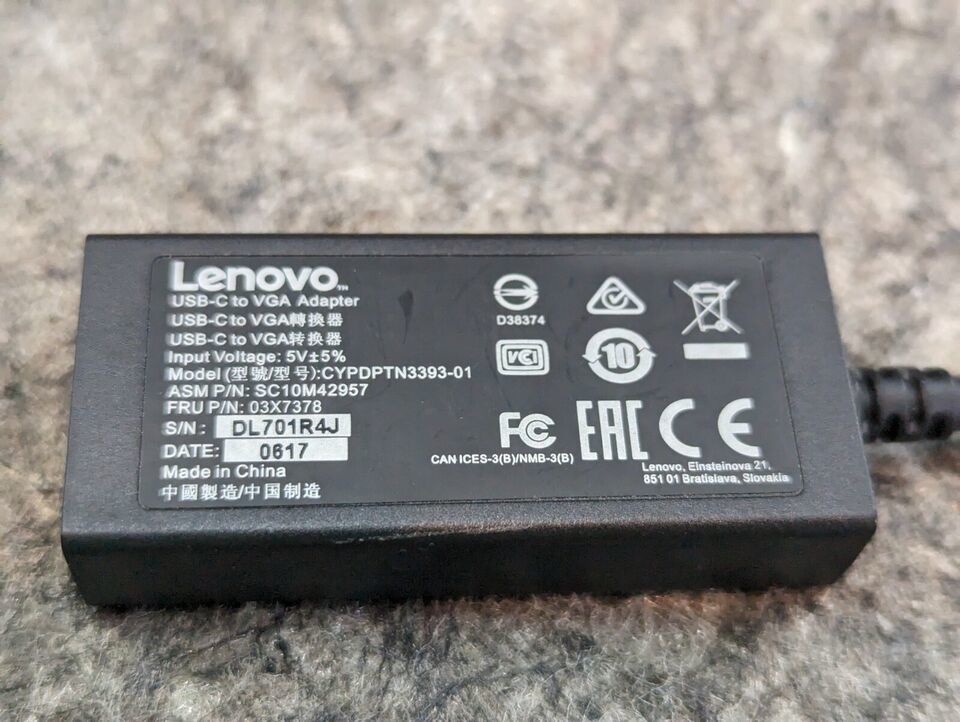 Lenovo™
USB-C to VGA Adapter
USB-C to VGA轉換器
USB-C to VGA转换器
Input Voltage: 5V±5%
Model (型號/型号):CYPDPTN3393-01
ASM P/N: SC10M42957
FRU P/N: 03X7378
S/N: DL701R4J
DATE: 0617
Made in China
中國製造/中国制造
D38374
VCI
10
FC
CAN ICES-3(B)/NMB-3(B)
EAC CE
Lenovo, Einsteinova 21,
851 01 Bratislava, Slovakia